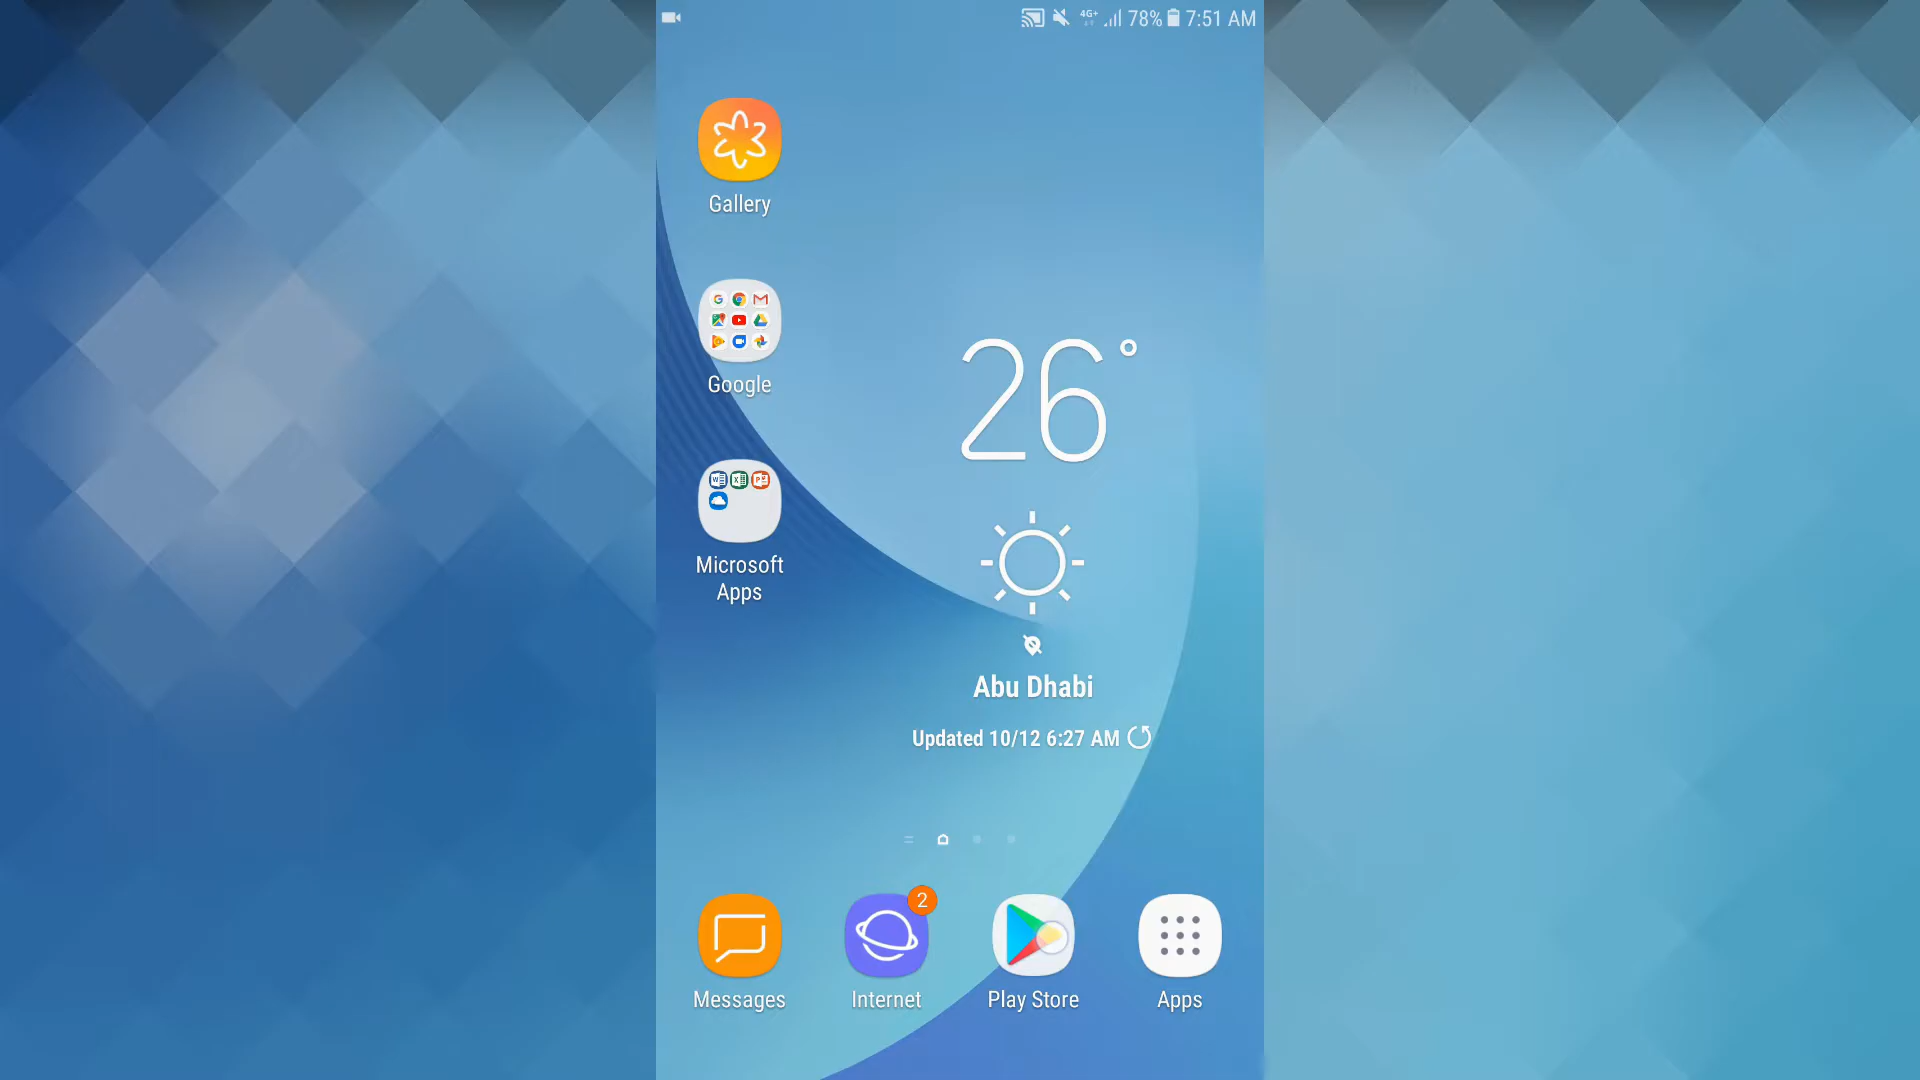 4G+ 78% 7:51 AM
Gallery
Google
Microsoft
Apps
26°
Abu Dhabi
Updated 10/12 6:27 AM
2
Messages
Internet
Play Store
Apps